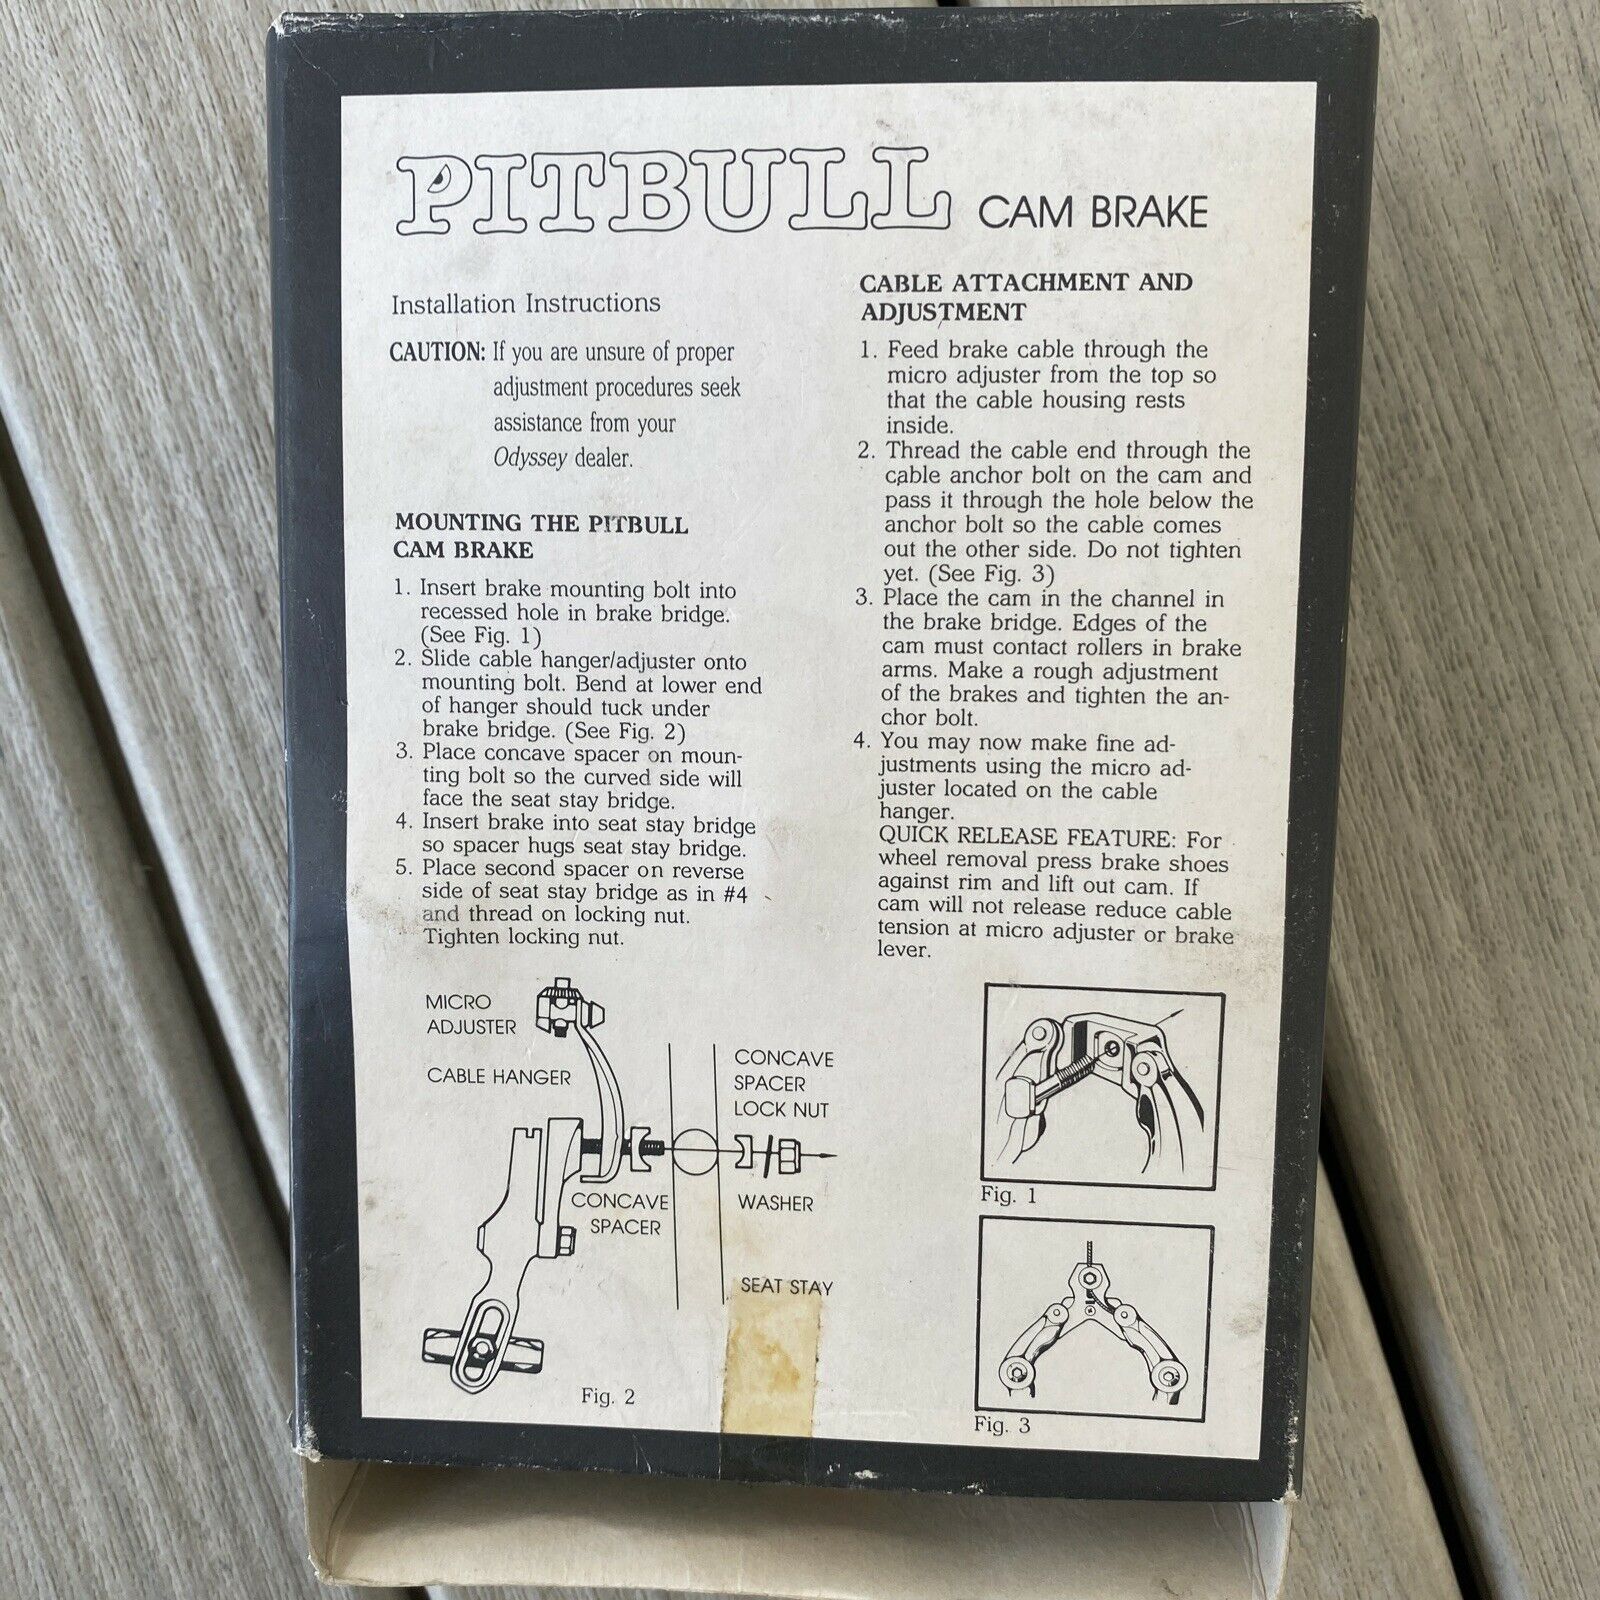 PITBULL CAM BRAKE
Installation Instructions
CAUTION: If you are unsure of proper
adjustment procedures seek
assistance from your
Odyssey dealer.
MOUNTING THE PITBULL
CAM BRAKE
1. Insert brake mounting bolt into
recessed hole in brake bridge.
(See Fig. 1)
2. Slide cable hanger/adjuster onto
mounting bolt. Bend at lower end
of hanger should tuck under
brake bridge. (See Fig. 2)
3. Place concave spacer on moun-
ting bolt so the curved side will
face the seat stay bridge.
4. Insert brake into seat stay bridge
so spacer hugs seat stay bridge.
5. Place second spacer on reverse
side of seat stay bridge as in #4
and thread on locking nut.
Tighten locking nut.
CABLE ATTACHMENT AND
ADJUSTMENT
1. Feed brake cable through the
micro adjuster from the top so
that the cable housing rests
inside.
2. Thread the cable end through the
cable anchor bolt on the cam and
pass it through the hole below the
anchor bolt so the cable comes
out the other side. Do not tighten
yet. (See Fig. 3)
3. Place the cam in the channel in
the brake bridge. Edges of the
cam must contact rollers in brake
arms. Make a rough adjustment
of the brakes and tighten the an-
chor bolt.
4. You may now make fine ad-
justments using the micro ad-
juster located on the cable
hanger.
QUICK RELEASE FEATURE: For
wheel removal press brake shoes
against rim and lift out cam. If
cam will not release reduce cable
tension at micro adjuster or brake
lever.
MICRO
ADJUSTER
CABLE HANGER
CONCAVE
SPACER
LOCK NUT
CONCAVE
SPACER
WASHER
SEAT STAY
Fig. 2
Fig. 1
Fig. 3